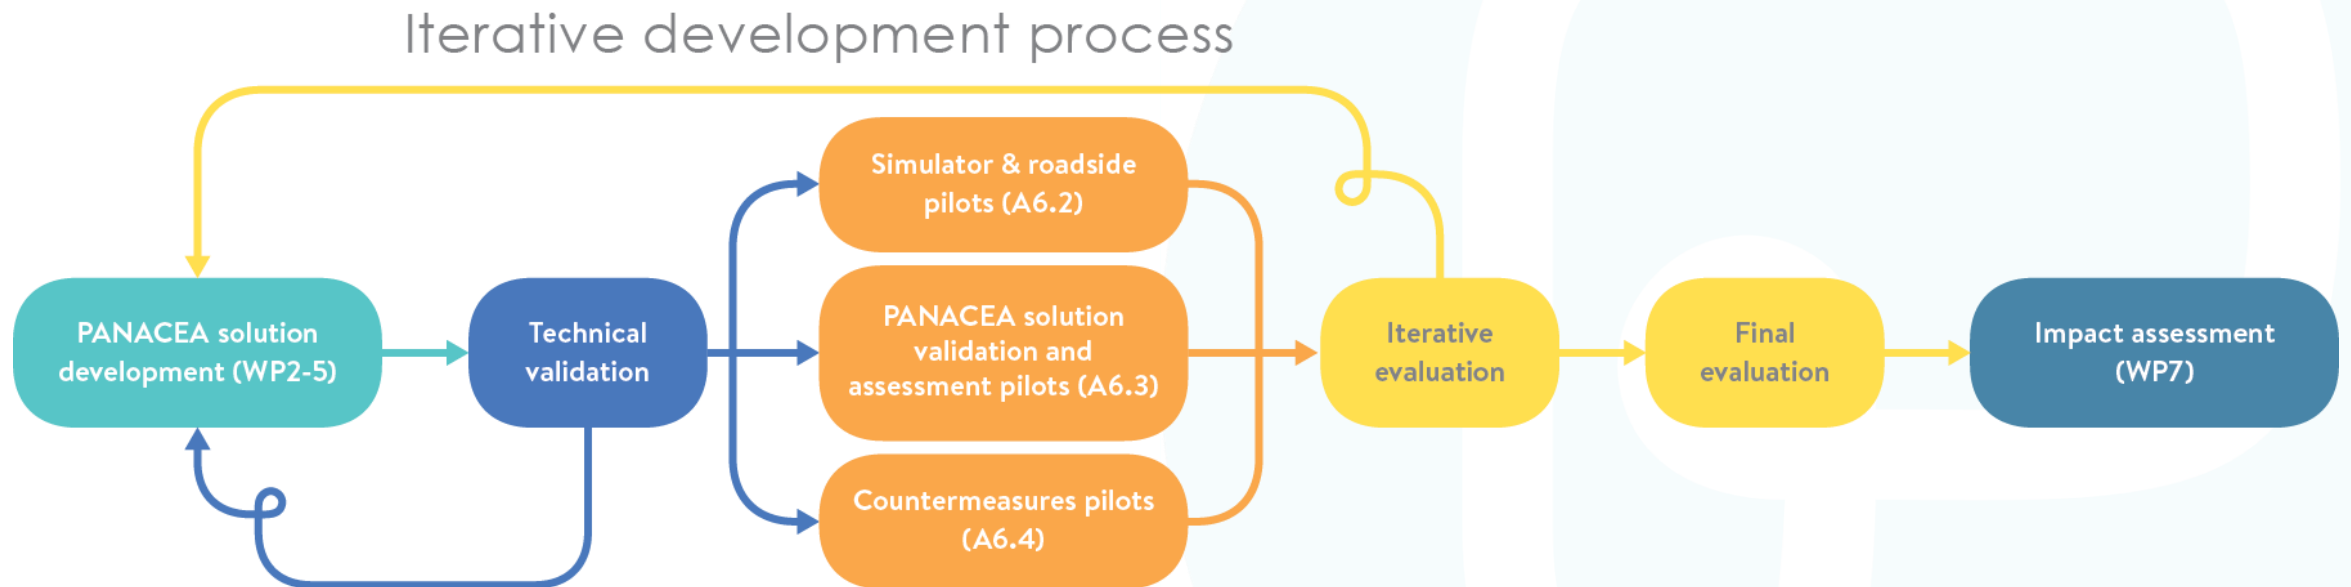 Iterative development process
PANACEA solution
development (WP2-5)
Technical
validation
Simulator & roadside
pilots (A6.2)
PANACEA solution
validation and
assessment pilots (A6.3)
Countermeasures pilots
(A6.4)
Iterative
evaluation
Final
evaluation
Impact assessment
(WP7)